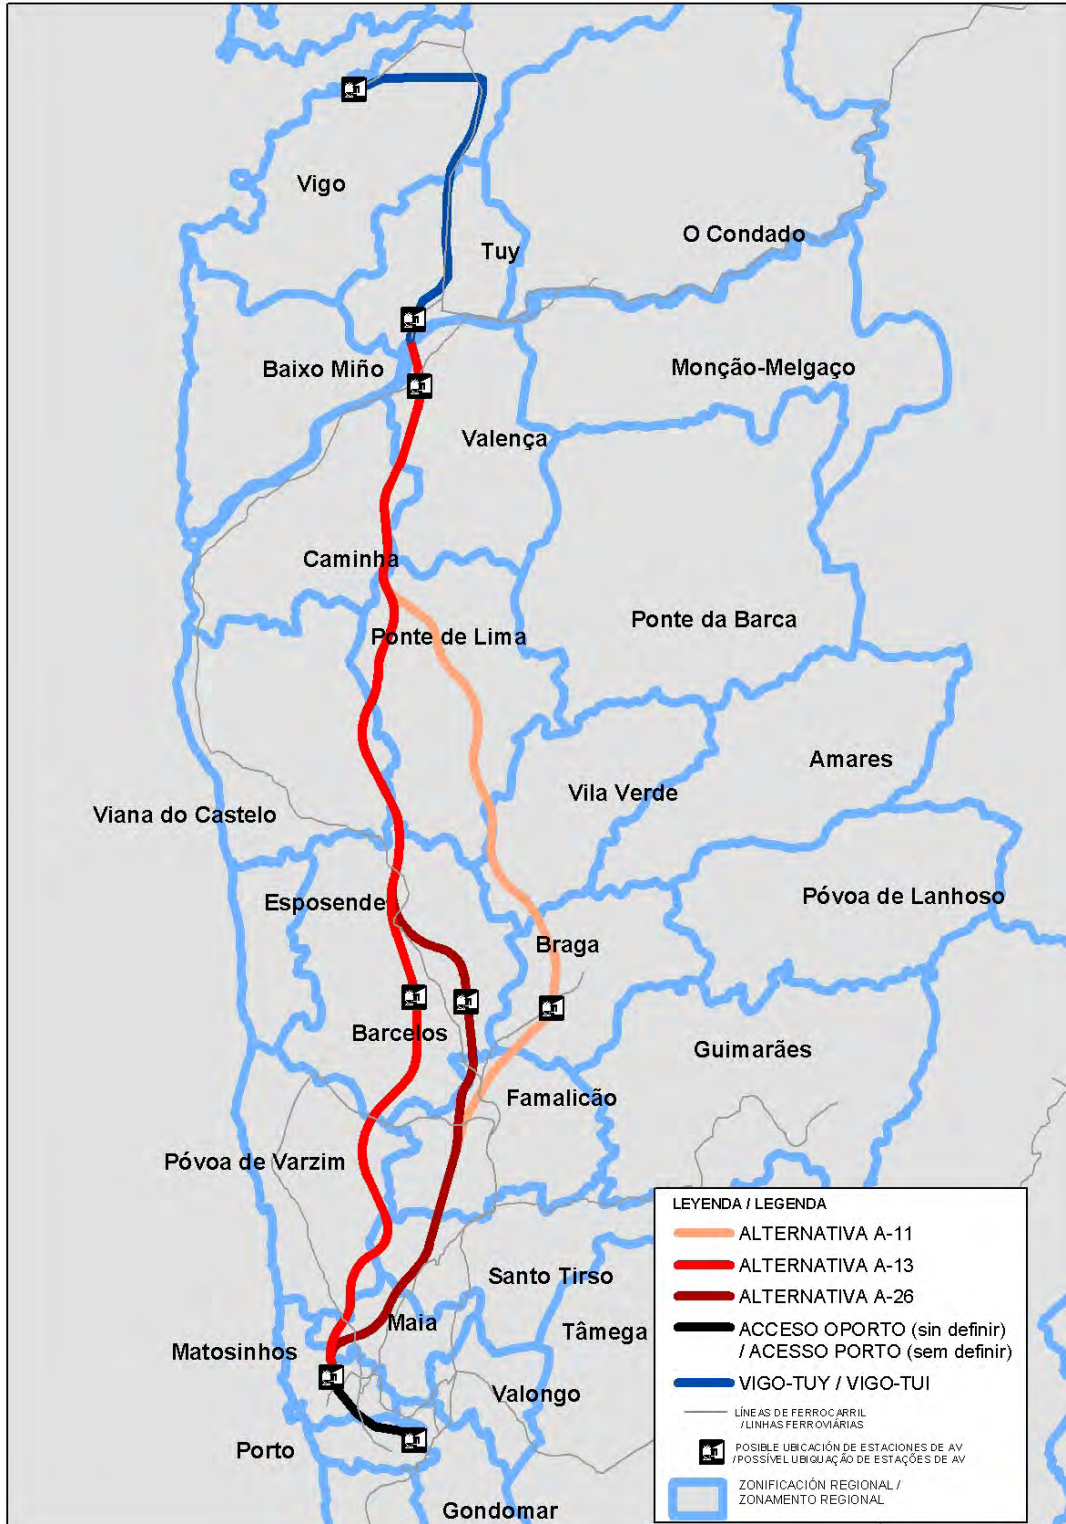 Vigo
Tuy
O Condado
Baixo Miño
Monção-Melgaço
Valença
Caminha
Ponte de Lima
Ponte da Barca
Amares
Vila Verde
Viana do Castelo
Esposende
Póvoa de Lanhoso
Braga
Barcelos
Guimarães
Famalicão
Póvoa de Varzim
Santo Tirso
Maia
Tâmega
Matosinhos
Valongo
Porto
Gondomar
LEYENDA / LEGENDA
ALTERNATIVA A-11
ALTERNATIVA A-13
ALTERNATIVA A-26
ACCESO OPORTO (sin definir)
/ ACESSO PORTO (sem definir)
VIGO-TUY / VIGO-TUI
LÍNEAS DE FERROCARRIL
/LINHAS FERROVIÁRIAS
POSIBLE UBICACIÓN DE ESTACIONES DE AV
/POSSÍVEL UBIQUAÇÃO DE ESTAÇÕES DE AV
ZONIFICACIÓN REGIONAL /
ZONAMENTO REGIONAL